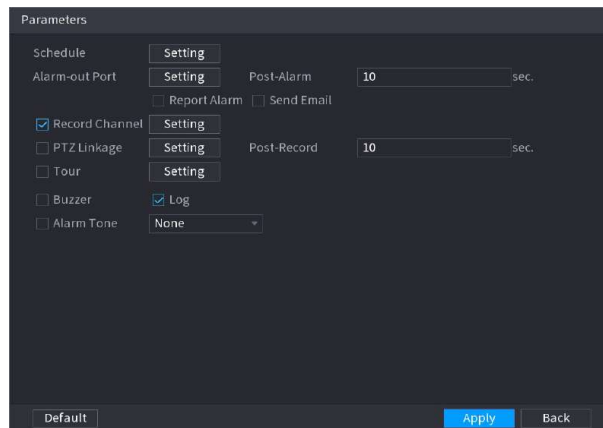 Parameters
Schedule Setting
Alarm-out Port Setting Post-Alarm 10 sec.
Report Alarm Send Email
Record Channel Setting
PTZ Linkage Setting Post-Record 10 sec.
Tour Setting
Buzzer Log
Alarm Tone None
Default Apply Back